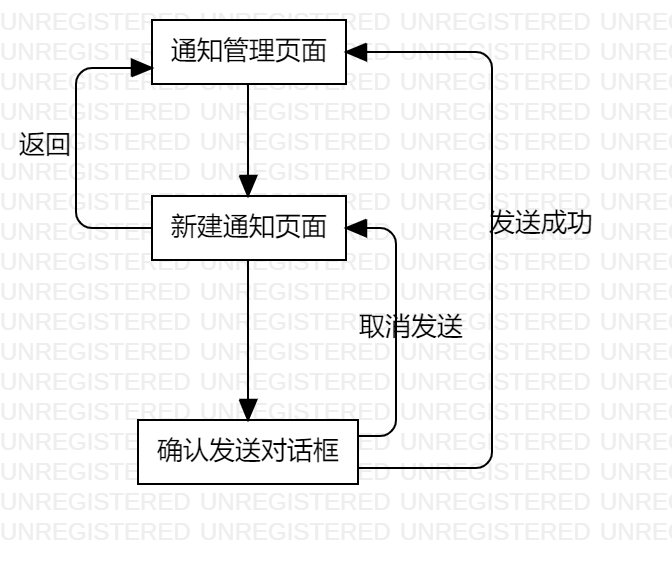 通知管理页面
返回
新建通知页面
发送成功
取消发送
确认发送对话框
UNREGISTERED